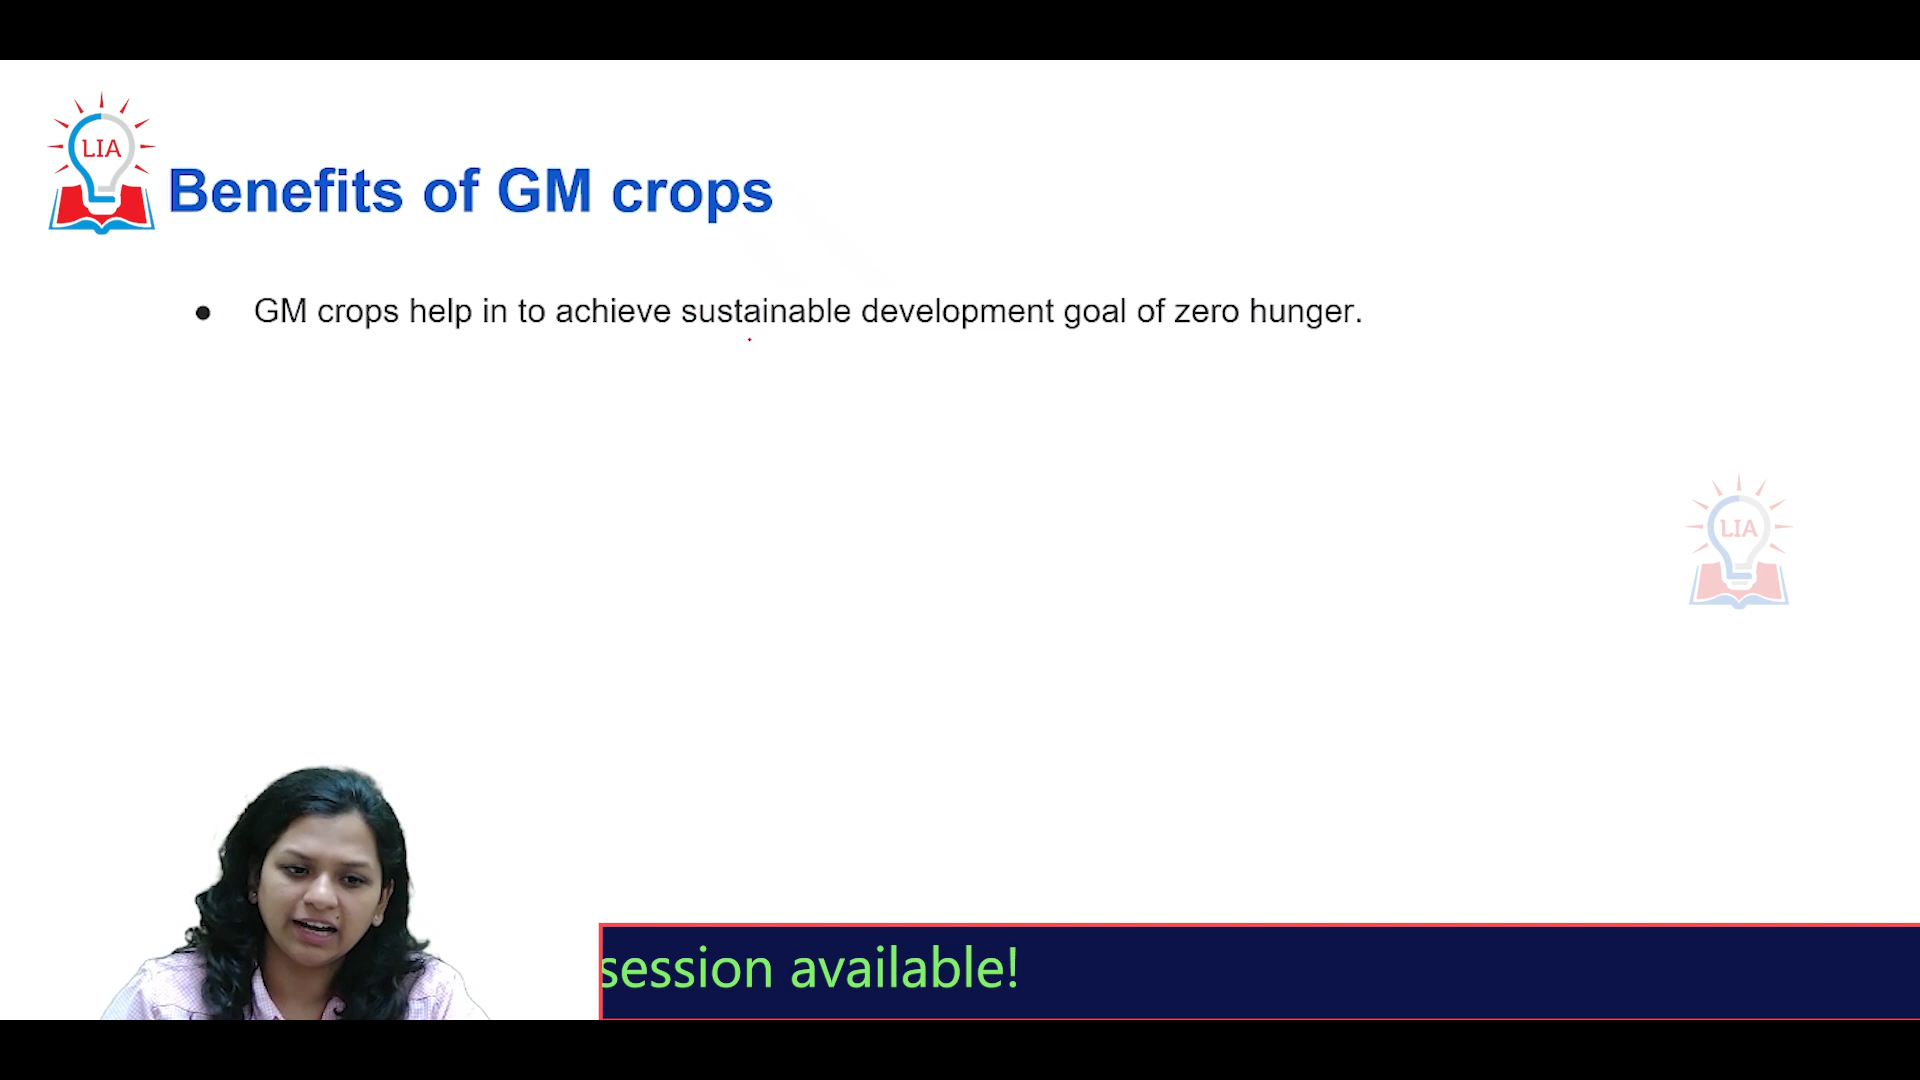 LIA
Benefits of GM crops
● GM crops help in to achieve sustainable development goal of zero hunger.
LIA
session available!